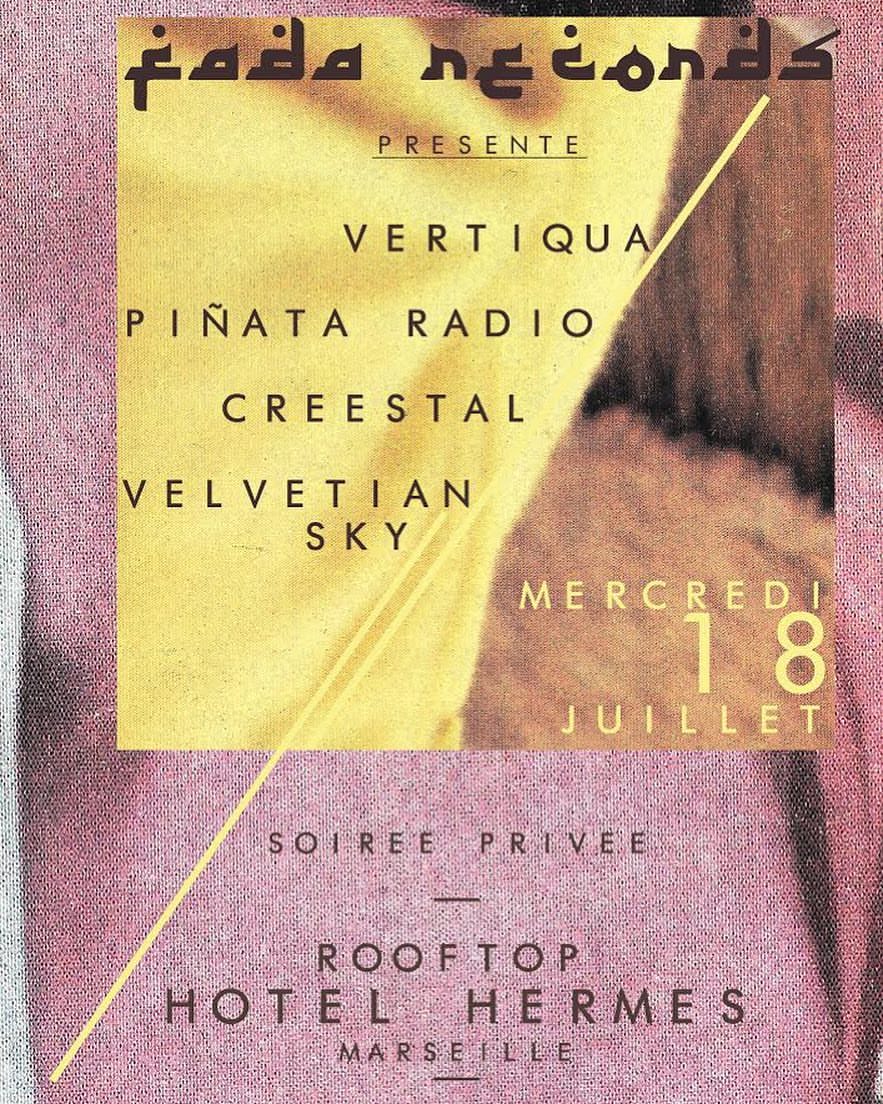 fada records
PRESENTE
VERTIQUA
PIÑATA RADIO
CREESTAL
VELVETIAN
SKY
MERCREDI
18
JUILLET
SOIREE PRIVEE
ROOFTOP
HOTEL HERMES
MARSEILLE